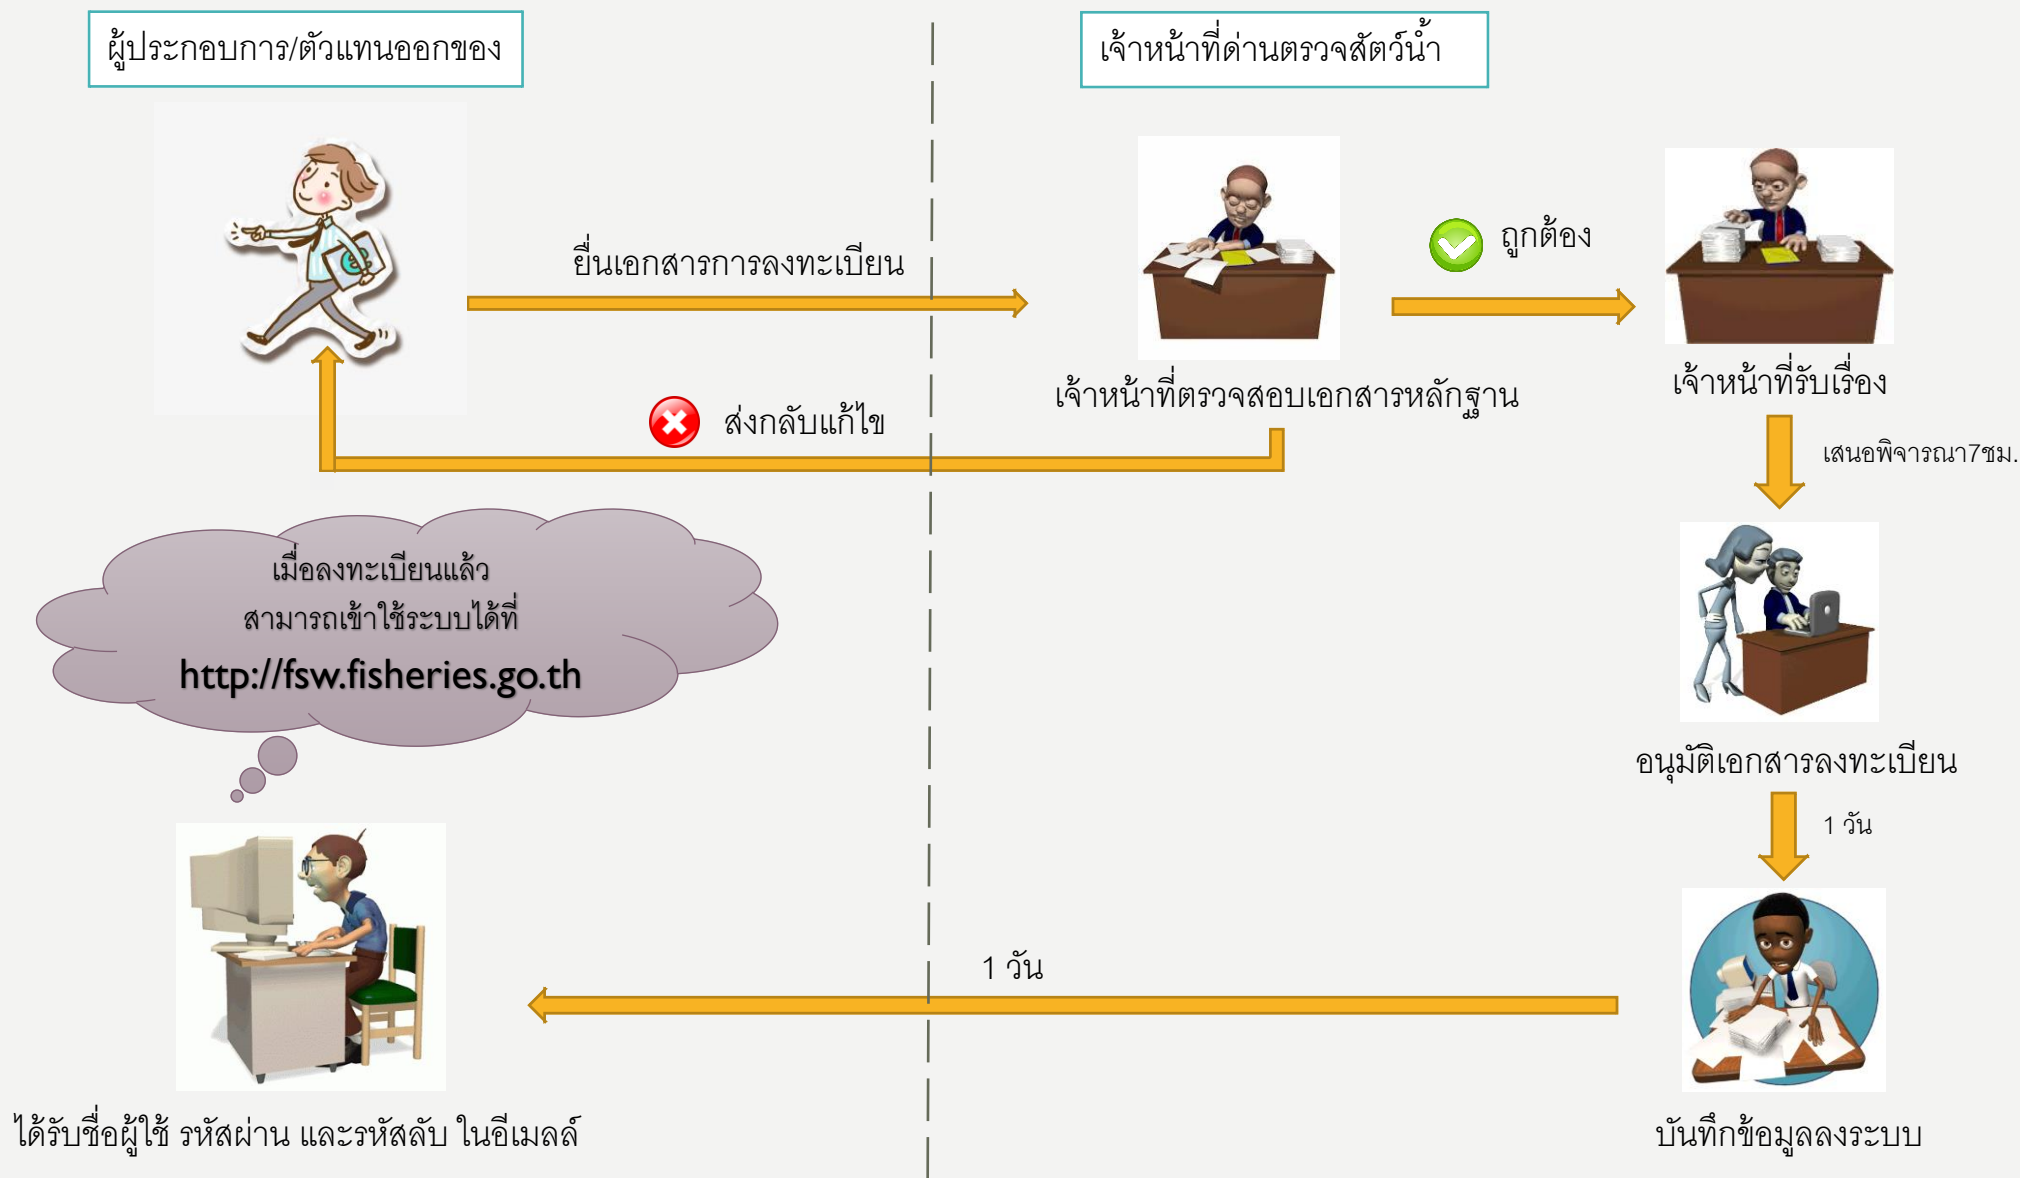 ผู้ประกอบการ/ตัวแทนออกของ
เจ้าหน้าที่ด่านตรวจสัตว์น้ำ
ยื่นเอกสารการลงทะเบียน
ถูกต้อง
เจ้าหน้าที่ตรวจสอบเอกสารหลักฐาน
เจ้าหน้าที่รับเรื่อง
ส่งกลับแก้ไข
เสนอพิจารณา7ชม.
เมื่อลงทะเบียนแล้ว
สามารถเข้าใช้ระบบได้ที่
http://fsw.fisheries.go.th
อนุมัติเอกสารลงทะเบียน
1 วัน
1 วัน
ได้รับชื่อผู้ใช้ รหัสผ่าน และรหัสลับ ในอีเมลล์
บันทึกข้อมูลลงระบบ